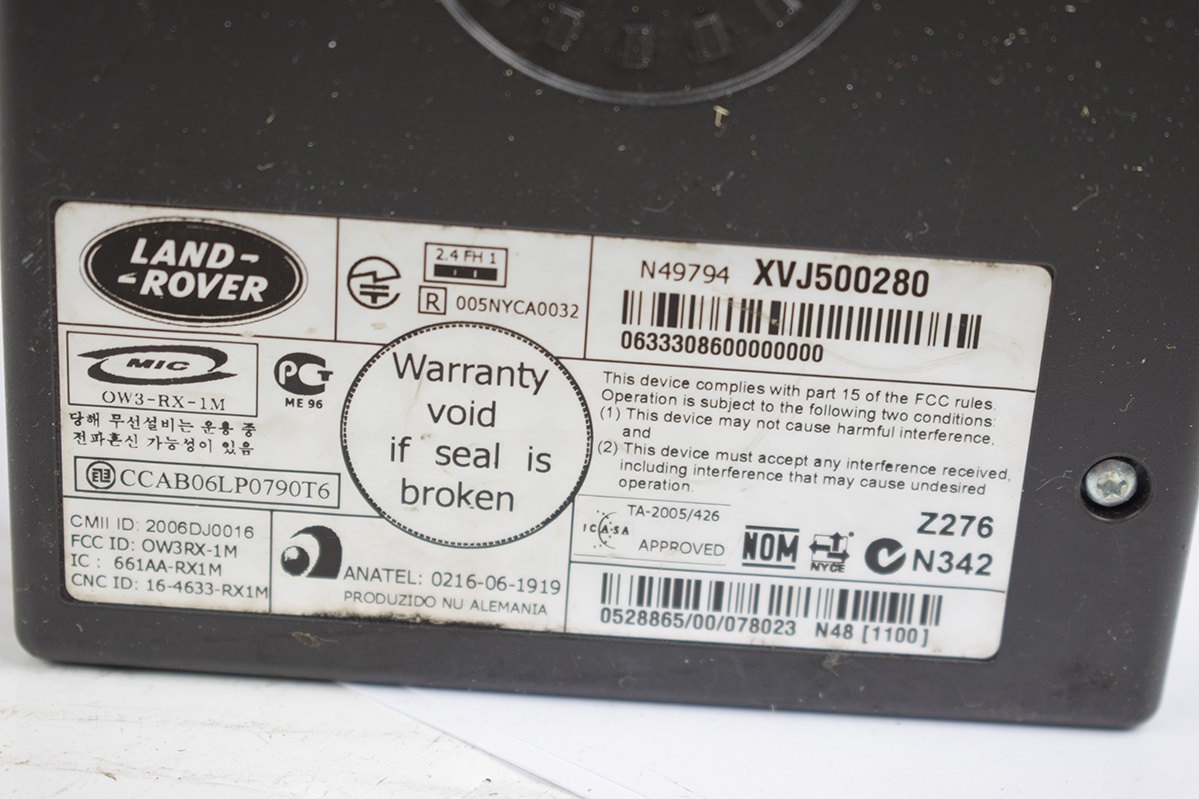 LAND-
-ROVER
2.4 FH 1
R 005NYCA0032
N49794 XVJ500280
0633308600000000
MIC
OW3-RX-1M
당해 무선설비는 운용 중
전파혼신 가능성이 있음
PCT
ME 96
CCAB06LP0790T6
Warranty
void
if seal is
broken
This device complies with part 15 of the FCC rules.
Operation is subject to the following two conditions:
(1) This device may not cause harmful interference,
and
(2) This device must accept any interference received,
including interference that may cause undesired
operation.
CMII ID: 2006DJ0016
FCC ID: OW3RX-1M
IC : 661AA-RX1M
CNC ID: 16-4633-RX1M
ANATEL: 0216-06-1919
PRODUZIDO NU ALEMANIA
TA-2005/426
ICASA
APPROVED
NOM
NYCE
Z276
N342
0528865/00/078023 N48 [1100]